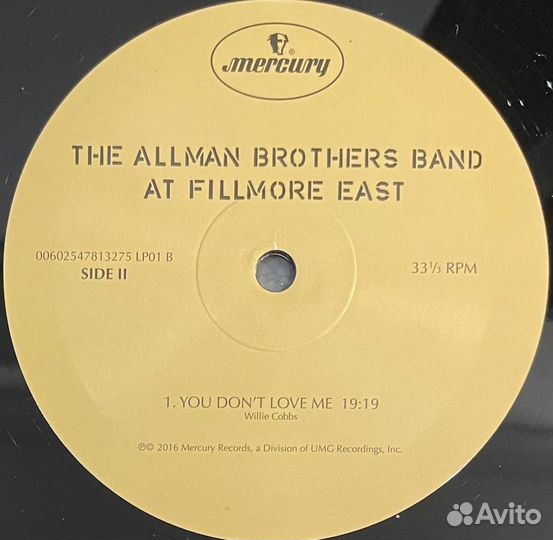 mercury
®
THE ALLMAN BROTHERS BAND
AT FILLMORE EAST
00602547813275 LP01 B
SIDE II
33⅓ RPM
1. YOU DON'T LOVE ME 19:19
Willie Cobbs
℗© 2016 Mercury Records, a Division of UMG Recordings, Inc.
Avito